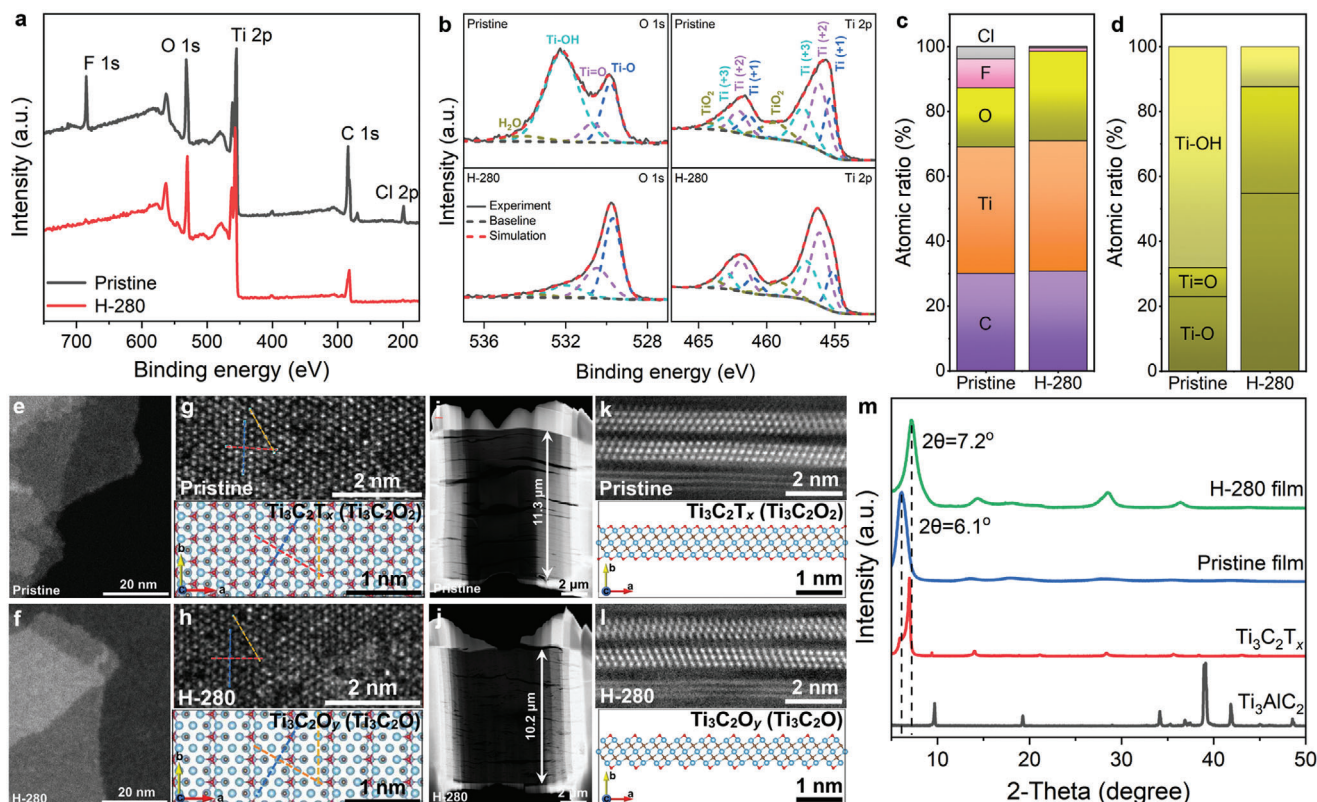 a
F 1s
O 1s
Ti 2p
C 1s
Cl 2p
Intensity (a.u.)
Pristine
H-280
700 600 500 400 300 200
Binding energy (eV)
b
Pristine O 1s
Ti-OH
Ti=O
Ti-O
H2O
Pristine Ti 2p
TiO2
Ti (+3)
Ti (+2)
Ti (+1)
TiO2
Ti (+3)
Ti (+2)
Ti (+1)
Intensity (a.u.)
H-280 O 1s
Experiment
Baseline
Simulation
H-280 Ti 2p
536 532 528
465 460 455
Binding energy (eV)
c
Atomic ratio (%)
100
80
60
40
20
0
Cl
F
O
Ti
C
Pristine H-280
d
Atomic ratio (%)
100
80
60
40
20
0
Ti-OH
Ti=O
Ti-O
Pristine H-280
e
Pristine
20 nm
g
Pristine
2 nm
Ti3C2Tx (Ti3C2O2)
b
a
1 nm
i
11.3 μm
Pristine
2 μm
k
Pristine
2 nm
Ti3C2Tx (Ti3C2O2)
b
a
1 nm
f
H-280
20 nm
h
H-280
2 nm
Ti3C2Oy (Ti3C2O)
b
a
1 nm
j
10.2 μm
H-280
2 μm
l
H-280
2 nm
Ti3C2Oy (Ti3C2O)
b
a
1 nm
m
2θ=7.2°
H-280 film
2θ=6.1°
Pristine film
Ti3C2Tx
Ti3AlC2
Intensity (a.u.)
10 20 30 40 50
2-Theta (degree)